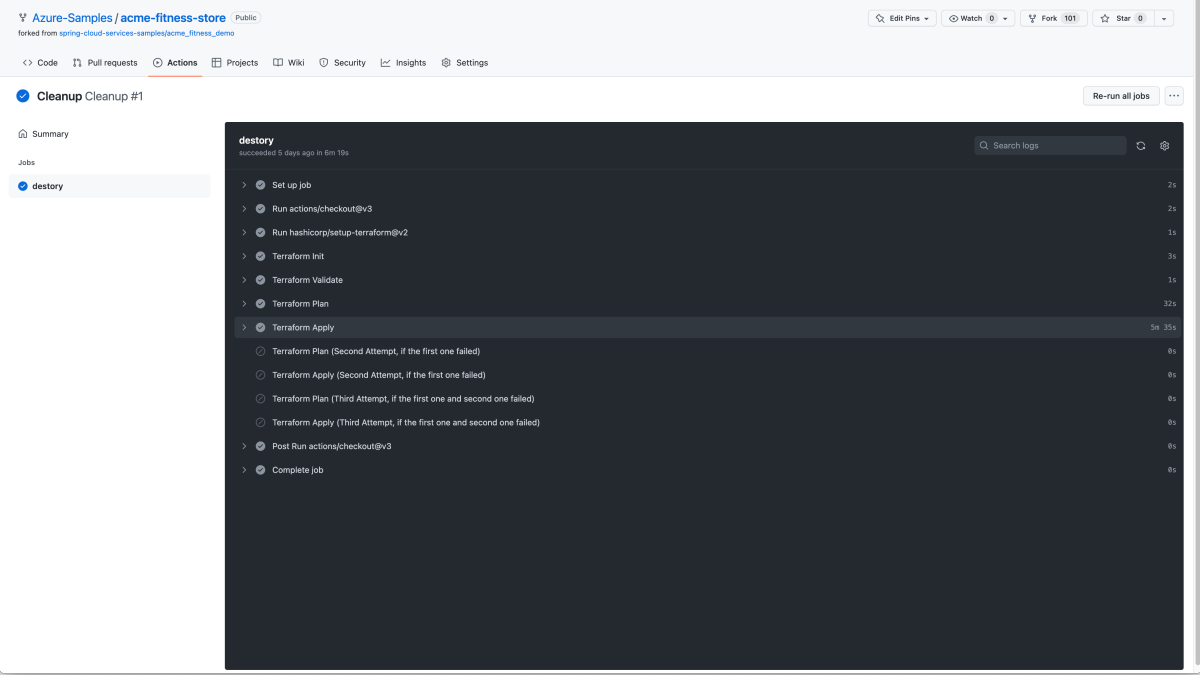 Azure-Samples / acme-fitness-store Public
Edit Pins Watch 0 Fork 101 Star 0
forked from spring-cloud-services-samples/acme_fitness_demo
Code Pull requests Actions Projects Wiki Security Insights Settings
Cleanup Cleanup #1
Re-run all jobs ...
Summary
Jobs
destory
destory
succeeded 5 days ago in 6m 19s
Search logs
Set up job 2s
Run actions/checkout@v3 2s
Run hashicorp/setup-terraform@v2 1s
Terraform Init 3s
Terraform Validate 1s
Terraform Plan 32s
Terraform Apply 5m 35s
Terraform Plan (Second Attempt, if the first one failed) 0s
Terraform Apply (Second Attempt, if the first one failed) 0s
Terraform Plan (Third Attempt, if the first one and second one failed) 0s
Terraform Apply (Third Attempt, if the first one and second one failed) 0s
Post Run actions/checkout@v3 0s
Complete job 0s